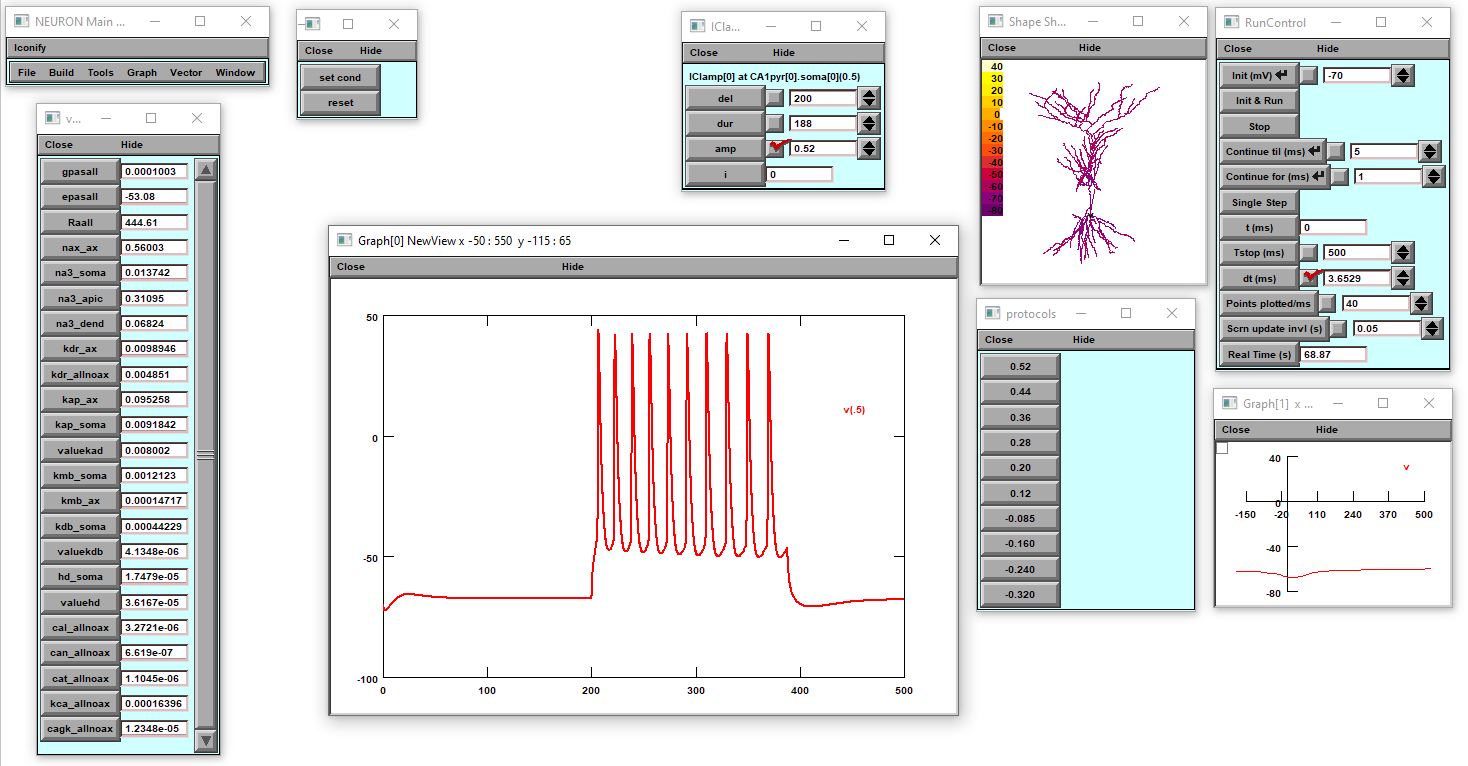 NEURON Main ...
Iconify
File Build Tools Graph Vector Window
Close Hide
set cond
reset
ICla...
Close Hide
IClamp[0] at CA1pyr[0].soma[0](0.5)
del 200
dur 188
amp 0.52
i 0
Shape Sh...
Close Hide
40
30
20
10
0
-10
-20
-30
-40
-50
-60
-70
-80
RunControl
Close Hide
Init (mV) -70
Init & Run
Stop
Continue til (ms) 5
Continue for (ms) 1
Single Step
t (ms) 0
Tstop (ms) 500
dt (ms) 3.6529
Points plotted/ms 40
Scrn update invl (s) 0.05
Real Time (s) 68.87
v...
Close Hide
gpasall 0.0001003
epasall -53.08
Raall 444.61
nax_ax 0.56003
na3_soma 0.013742
na3_apic 0.31095
na3_dend 0.06824
kdr_ax 0.0098946
kdr_allnoax 0.004851
kap_ax 0.095258
kap_soma 0.0091842
valuekad 0.008002
kmb_soma 0.0012123
kmb_ax 0.00014717
kdb_soma 0.00044229
valuekdb 4.1348e-06
hd_soma 1.7479e-05
valuehd 3.6167e-05
cal_allnoax 3.2721e-06
can_allnoax 6.619e-07
cat_allnoax 1.1045e-06
kca_allnoax 0.00016396
cagk_allnoax 1.2348e-05
Graph[0] NewView x -50 : 550 y -115 : 65
Close Hide
50
v(.5)
0
-50
-100
0 100 200 300 400 500
protocols
Close Hide
0.52
0.44
0.36
0.28
0.20
0.12
-0.085
-0.160
-0.240
-0.320
Graph[1] x ...
Close Hide
40
v
0
-150 -20 110 240 370 500
-40
-80